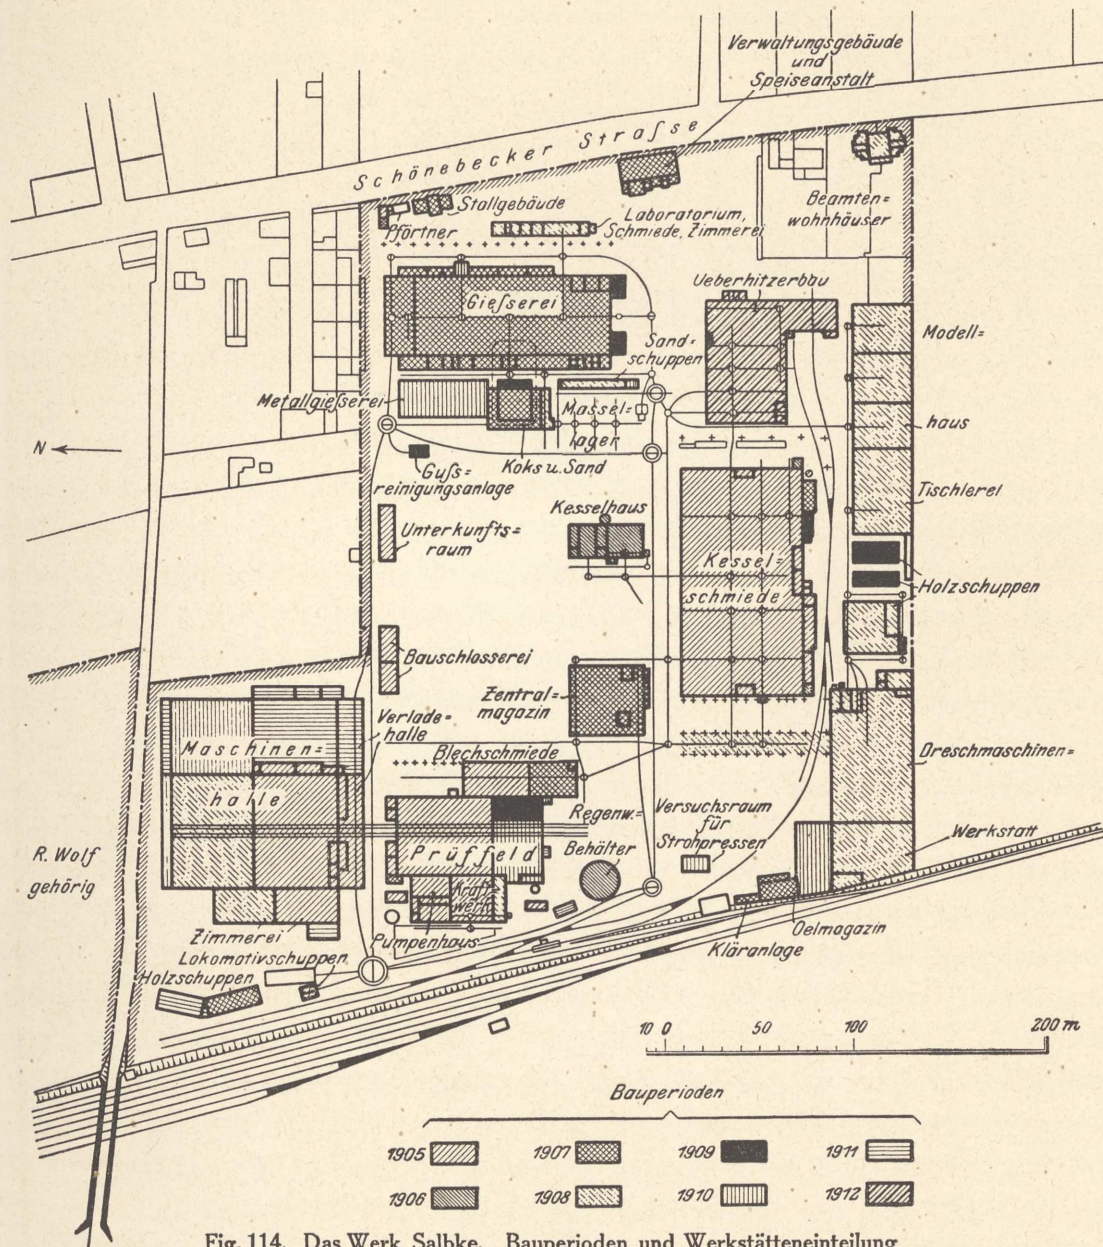 Verwaltungsgebäude
und
Speiseanstalt
Schönebecker Straſse
Stallgebäude
Pförtner
Laboratorium,
Schmiede, Zimmerei
Beamten=
wohnhäuser
Gieſserei
Ueberhitzerbau
Sand=
schuppen
Modell=
haus
Tischlerei
Metallgieſserei
Massel=
lager
N
Guſs=
reinigungsanlage
Koks u. Sand
Unterkunfts=
raum
Kesselhaus
Kessel=
schmiede
Holzschuppen
Bauschlosserei
Zentral=
magazin
Verlade=
halle
Maschinen=
halle
Blechschmiede
Dreschmaschinen=
Werkstatt
Regenw.=
Behälter
Versuchsraum
für
Strohpressen
Prüffeld
Kraft=
werk
R. Wolf
gehörig
Zimmerei
Pumpenhaus
Oelmagazin
Kläranlage
Lokomotivschuppen
Holzschuppen
10 0 50 100 200 m
Bauperioden
1905 1907 1909 1911
1906 1908 1910 1912
Fig. 114. Das Werk Salbke. Bauperioden und Werkstätteneinteilung